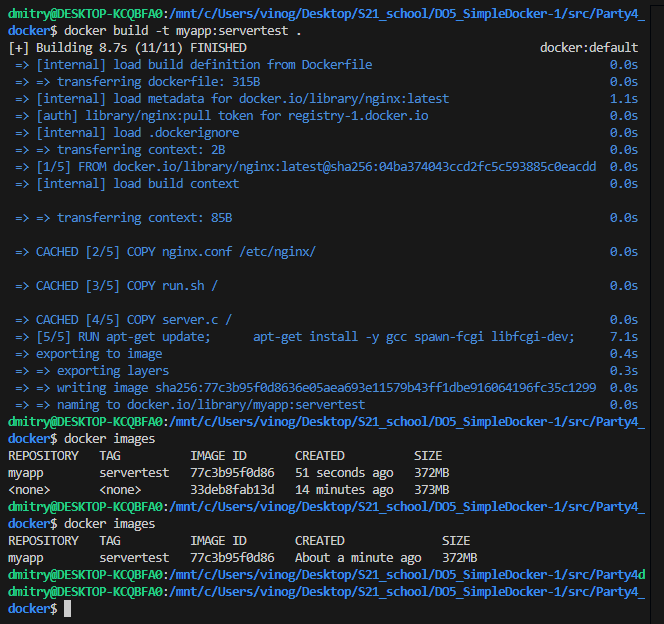 dmitry@DESKTOP-KCQBFA0:/mnt/c/Users/vinog/Desktop/S21_school/DO5_SimpleDocker-1/src/Party4_
docker$ docker build -t myapp:servertest .
[+] Building 8.7s (11/11) FINISHED docker:default
=> [internal] load build definition from Dockerfile 0.0s
=> => transferring dockerfile: 315B 0.0s
=> [internal] load metadata for docker.io/library/nginx:latest 1.1s
=> [auth] library/nginx:pull token for registry-1.docker.io 0.0s
=> [internal] load .dockerignore 0.0s
=> => transferring context: 2B 0.0s
=> [1/5] FROM docker.io/library/nginx:latest@sha256:04ba374043ccd2fc5c593885c0eacdd 0.0s
=> [internal] load build context 0.0s
=> => transferring context: 85B 0.0s
=> CACHED [2/5] COPY nginx.conf /etc/nginx/ 0.0s
=> CACHED [3/5] COPY run.sh / 0.0s
=> CACHED [4/5] COPY server.c / 0.0s
=> [5/5] RUN apt-get update; apt-get install -y gcc spawn-fcgi libfcgi-dev; 7.1s
=> exporting to image 0.4s
=> => exporting layers 0.3s
=> => writing image sha256:77c3b95f0d8636e05aea693e11579b43ff1dbe916064196fc35c1299 0.0s
=> => naming to docker.io/library/myapp:servertest 0.0s
dmitry@DESKTOP-KCQBFA0:/mnt/c/Users/vinog/Desktop/S21_school/DO5_SimpleDocker-1/src/Party4_
docker$ docker images
REPOSITORY TAG IMAGE ID CREATED SIZE
myapp servertest 77c3b95f0d86 51 seconds ago 372MB
<none> <none> 33deb8fab13d 14 minutes ago 373MB
dmitry@DESKTOP-KCQBFA0:/mnt/c/Users/vinog/Desktop/S21_school/DO5_SimpleDocker-1/src/Party4_
docker$ docker images
REPOSITORY TAG IMAGE ID CREATED SIZE
myapp servertest 77c3b95f0d86 About a minute ago 372MB
dmitry@DESKTOP-KCQBFA0:/mnt/c/Users/vinog/Desktop/S21_school/DO5_SimpleDocker-1/src/Party4d
dmitry@DESKTOP-KCQBFA0:/mnt/c/Users/vinog/Desktop/S21_school/DO5_SimpleDocker-1/src/Party4_
docker$